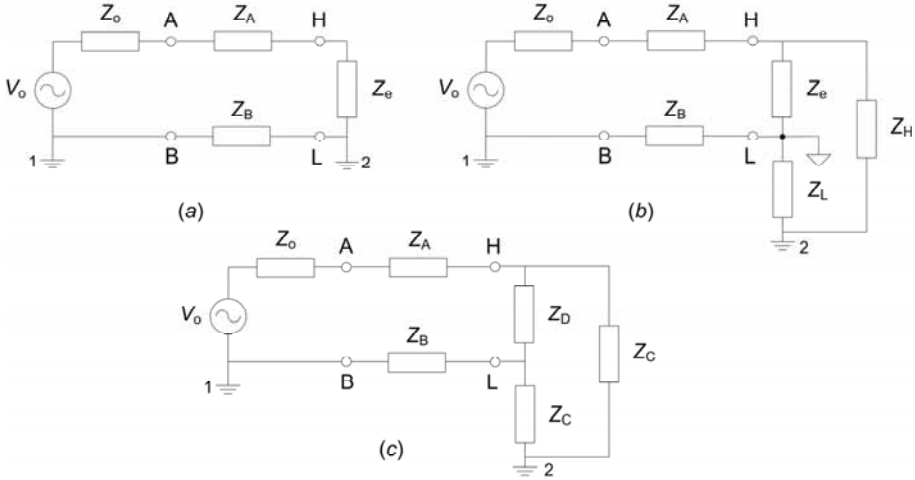 Zo A ZA H
Vo Ze
ZB
1 B L 2
(a)
Zo A ZA H
Vo Ze
ZB ZH
1 B L
ZL
2
(b)
Zo A ZA H
Vo ZD
ZB ZC
1 B L
ZC
2
(c)